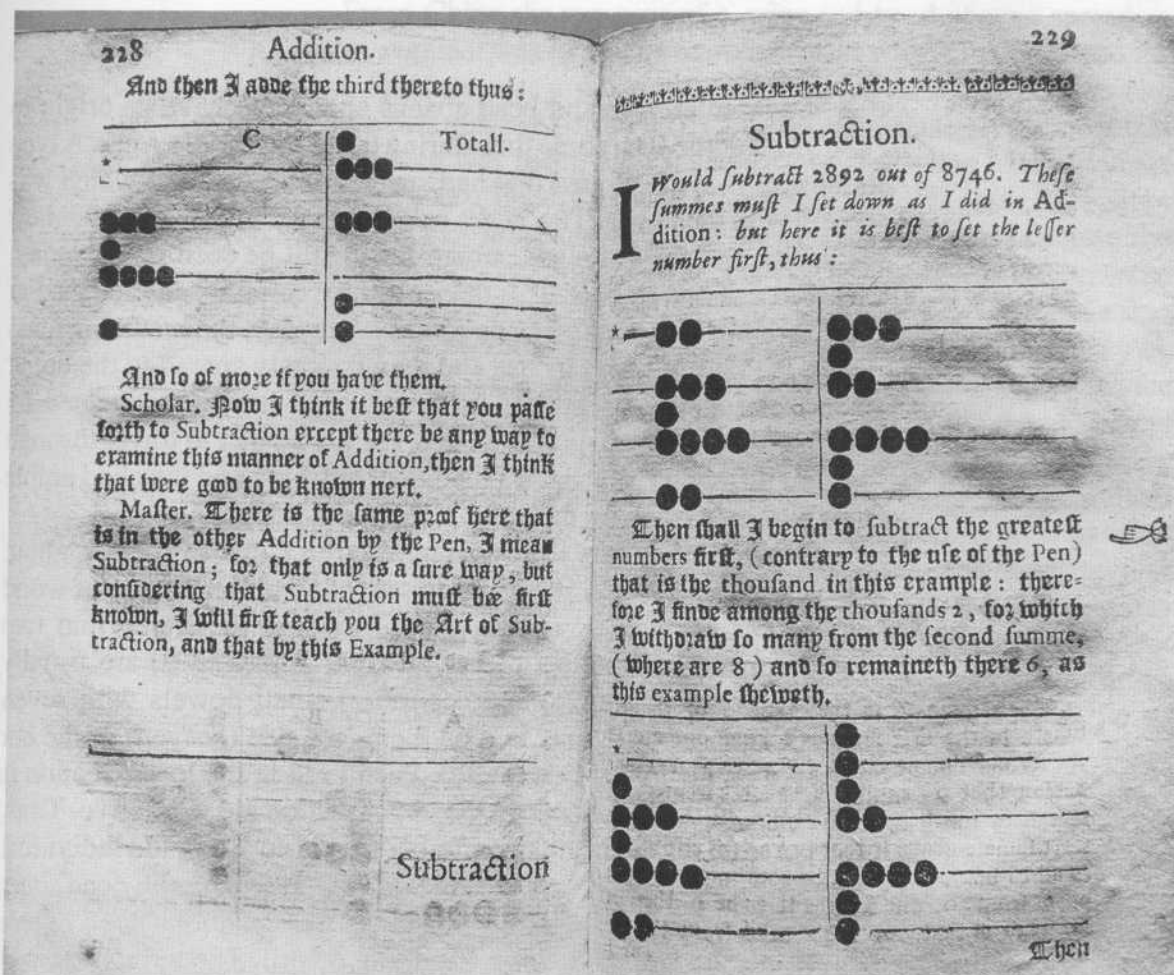 228 Addition.
And then I adde the third thereto thus:
C Totall.
*
And so of more if you have them.
Scholar. Now I think it best that you passe
forth to Subtraction except there be any way to
examine this manner of Addition, then I think
that were good to be known next.
Master. There is the same proof here that
is in the other Addition by the Pen, I mean
Subtraction; for that only is a sure way, but
considering that Subtraction must bee first
known, I will first teach you the Art of Sub-
traction, and that by this Example.
Subtraction
229
Subtraction.
I Would ſubtract 2892 out of 8746. Theſe
ſummes muſt I ſet down as I did in Ad-
dition: but here it is beſt to ſet the leſſer
number firſt, thus:
*
Then shall I begin to subtract the greatest
numbers first, (contrary to the use of the Pen)
that is the thousand in this example: there=
fore I finde among the thousands 2, for which
I withdraw so many from the second summe,
(where are 8) and so remaineth there 6, as
this example sheweth.
Then